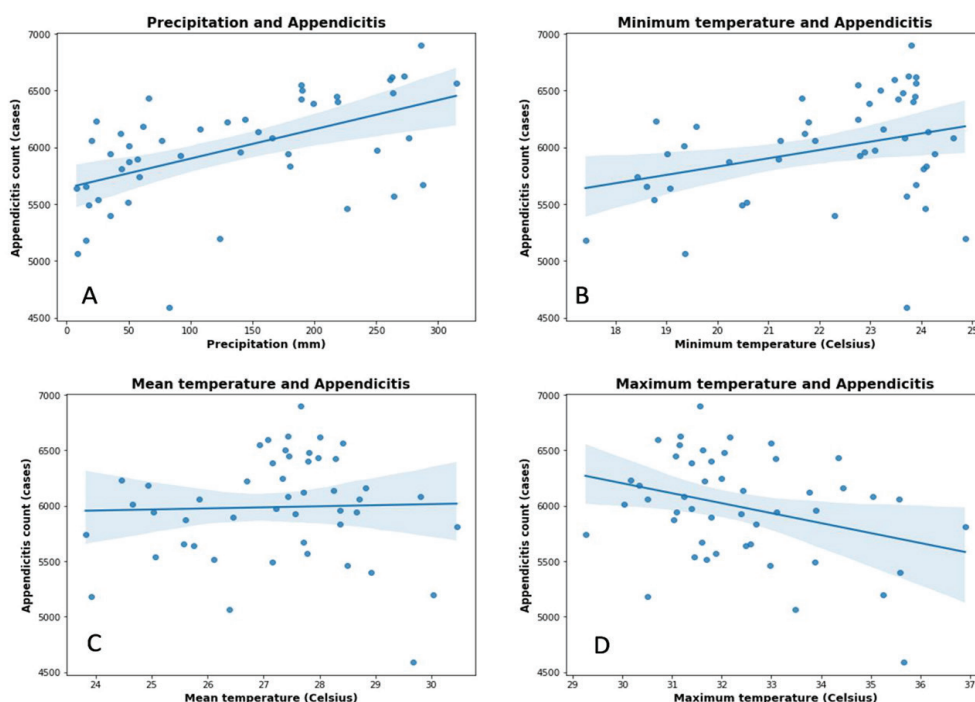 Precipitation and Appendicitis
7000
6500
6000
5500
5000
4500
Appendicitis count (cases)
A
0 50 100 150 200 250 300
Precipitation (mm)
Minimum temperature and Appendicitis
7000
6500
6000
5500
5000
4500
Appendicitis count (cases)
B
18 19 20 21 22 23 24 25
Minimum temperature (Celsius)
Mean temperature and Appendicitis
7000
6500
6000
5500
5000
4500
Appendicitis count (cases)
C
24 25 26 27 28 29 30
Mean temperature (Celsius)
Maximum temperature and Appendicitis
7000
6500
6000
5500
5000
4500
Appendicitis count (cases)
D
29 30 31 32 33 34 35 36 37
Maximum temperature (Celsius)